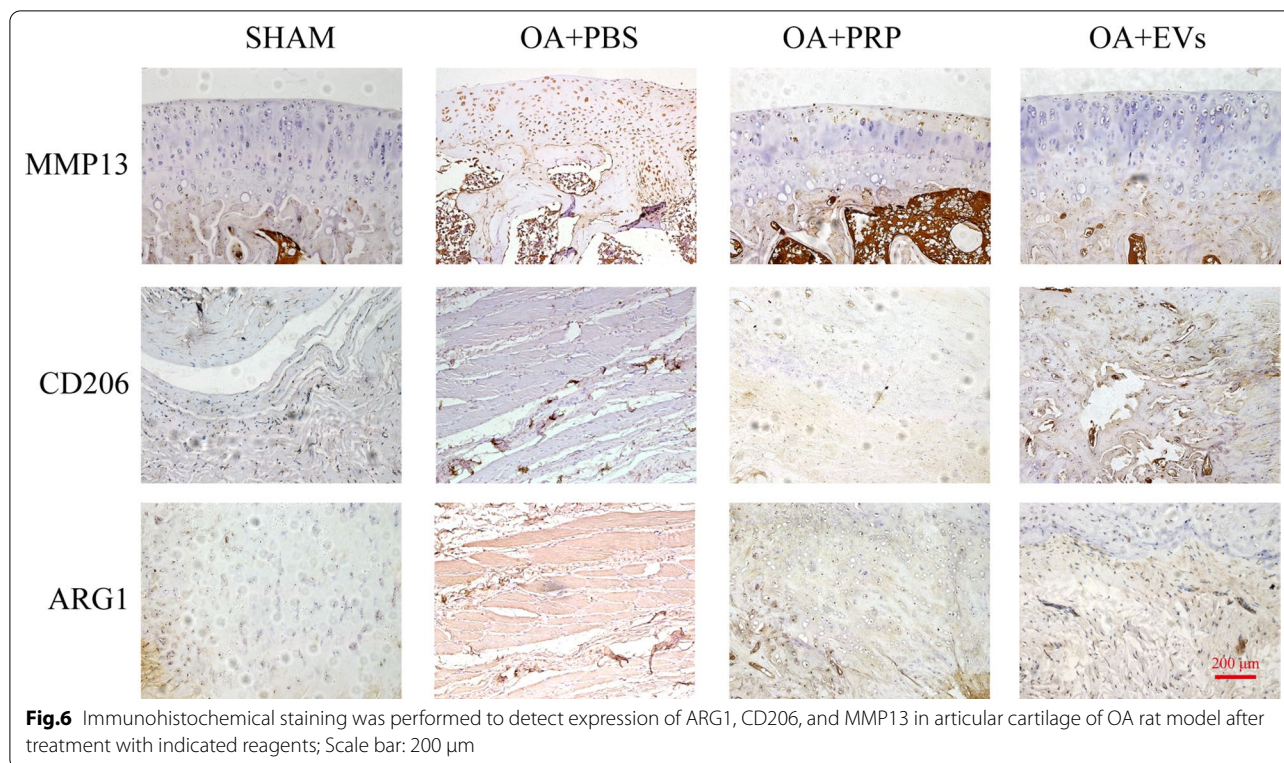 SHAM OA+PBS OA+PRP OA+EVs
MMP13
CD206
ARG1
200 μm
Fig.6 Immunohistochemical staining was performed to detect expression of ARG1, CD206, and MMP13 in articular cartilage of OA rat model after
treatment with indicated reagents; Scale bar: 200 μm